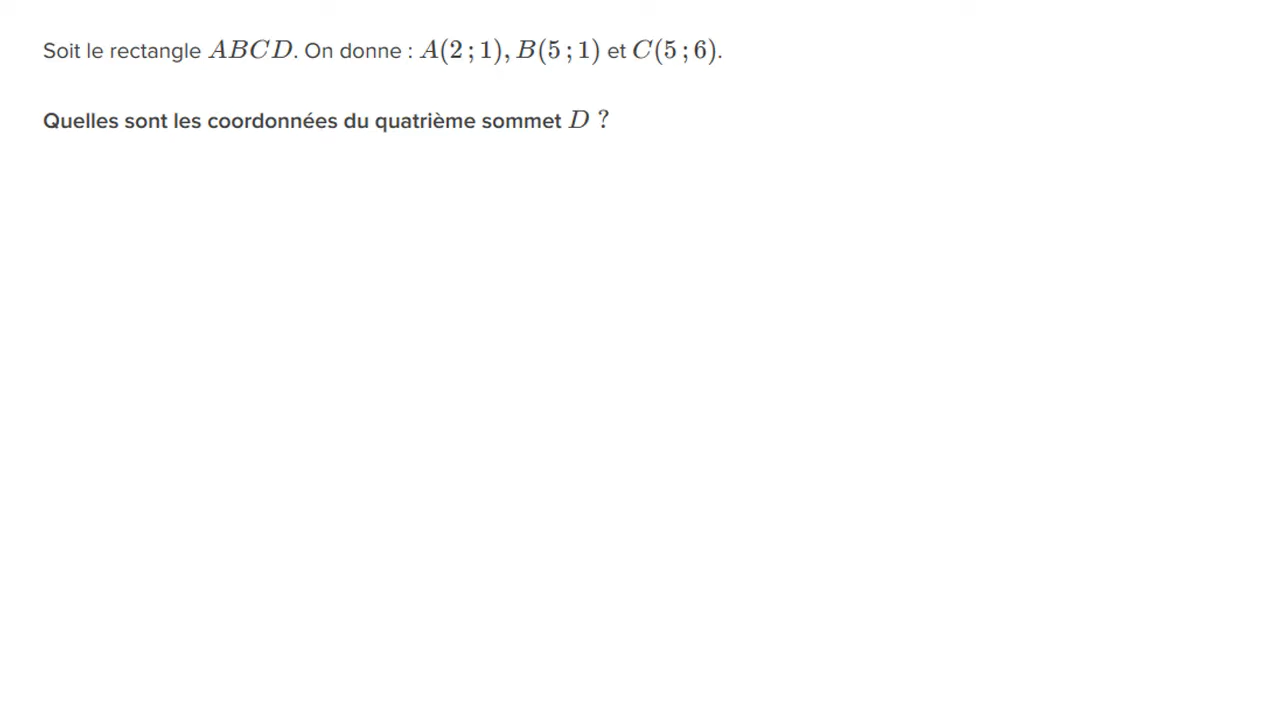 Soit le rectangle ABCD. On donne : A(2 ; 1), B(5 ; 1) et C(5 ; 6).
Quelles sont les coordonnées du quatrième sommet D ?